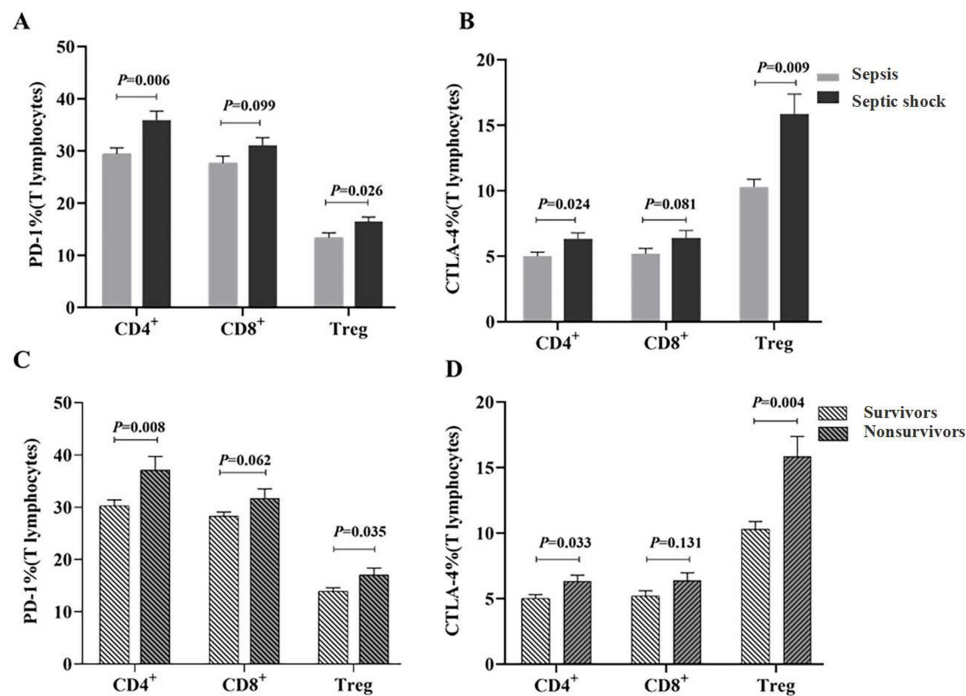 A
PD-1%(T lymphocytes)
50
40
30
20
10
0
P=0.006
P=0.099
P=0.026
CD4+
CD8+
Treg
B
CTLA-4%(T lymphocytes)
20
15
10
5
0
P=0.024
P=0.081
P=0.009
CD4+
CD8+
Treg
Sepsis
Septic shock
C
PD-1%(T lymphocytes)
50
40
30
20
10
0
P=0.008
P=0.062
P=0.035
CD4+
CD8+
Treg
D
CTLA-4%(T lymphocytes)
20
15
10
5
0
P=0.033
P=0.131
P=0.004
CD4+
CD8+
Treg
Survivors
Nonsurvivors